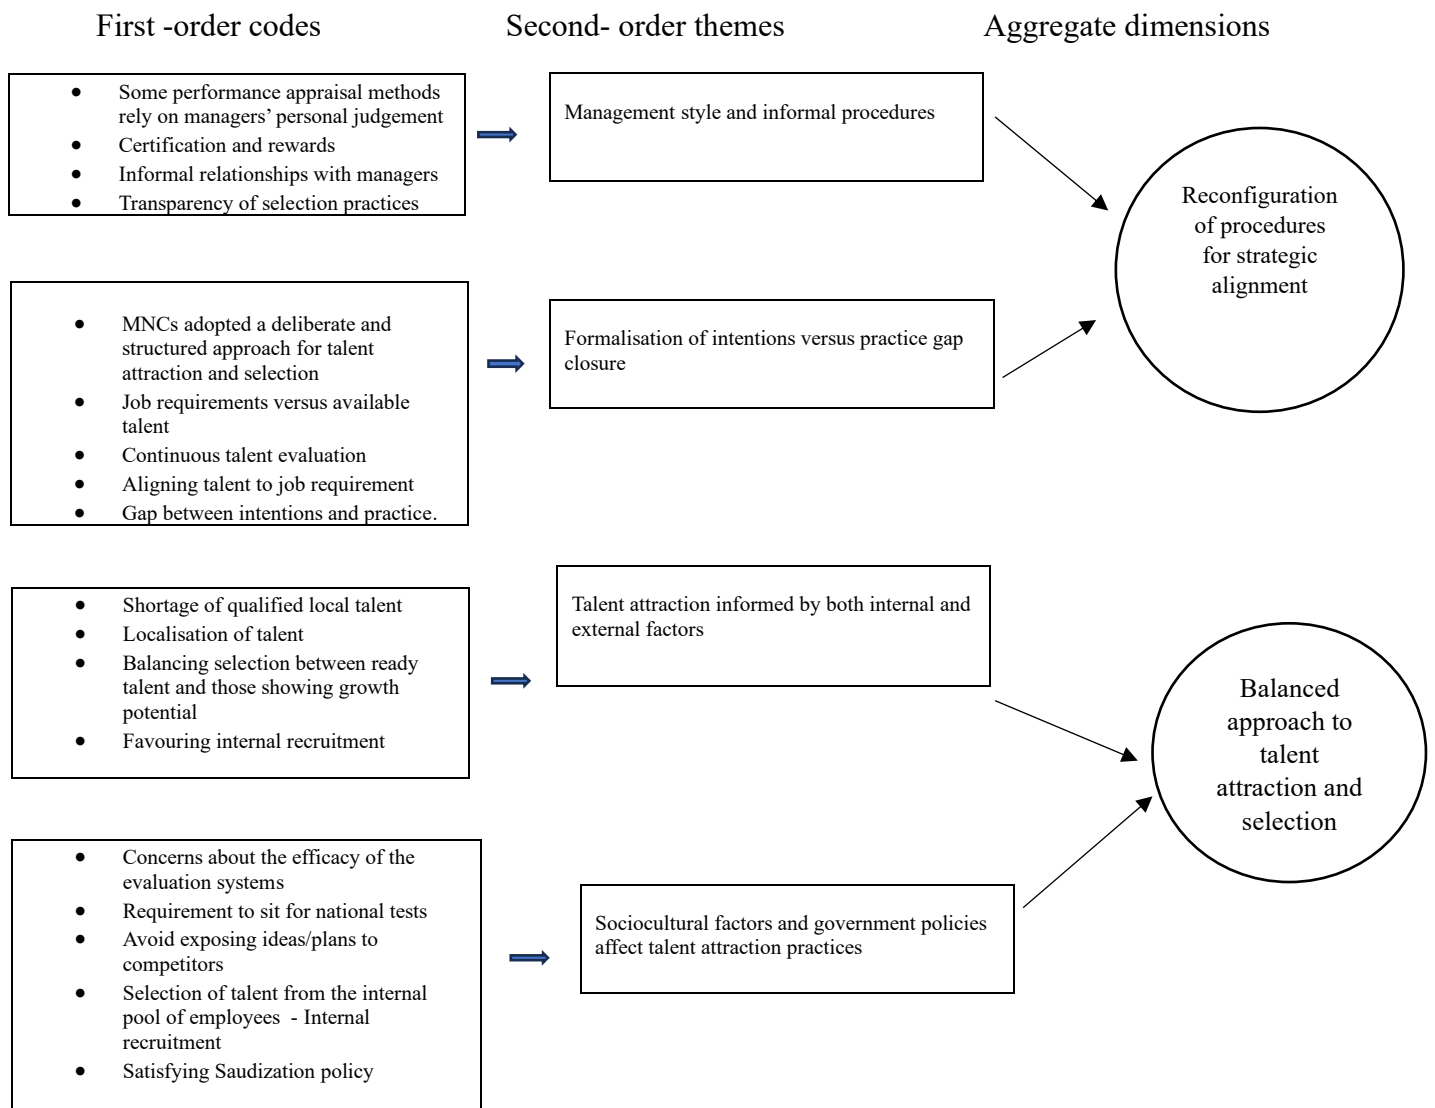 First -order codes
Second- order themes
Aggregate dimensions
● Some performance appraisal methods
rely on managers’ personal judgement
● Certification and rewards
● Informal relationships with managers
● Transparency of selection practices
Management style and informal procedures
Reconfiguration
of procedures
for strategic
alignment
● MNCs adopted a deliberate and
structured approach for talent
attraction and selection
● Job requirements versus available
talent
● Continuous talent evaluation
● Aligning talent to job requirement
● Gap between intentions and practice.
Formalisation of intentions versus practice gap
closure
● Shortage of qualified local talent
● Localisation of talent
● Balancing selection between ready
talent and those showing growth
potential
● Favouring internal recruitment
Talent attraction informed by both internal and
external factors
Balanced
approach to
talent
attraction and
selection
● Concerns about the efficacy of the
evaluation systems
● Requirement to sit for national tests
● Avoid exposing ideas/plans to
competitors
● Selection of talent from the internal
pool of employees  - Internal
recruitment
● Satisfying Saudization policy
Sociocultural factors and government policies
affect talent attraction practices